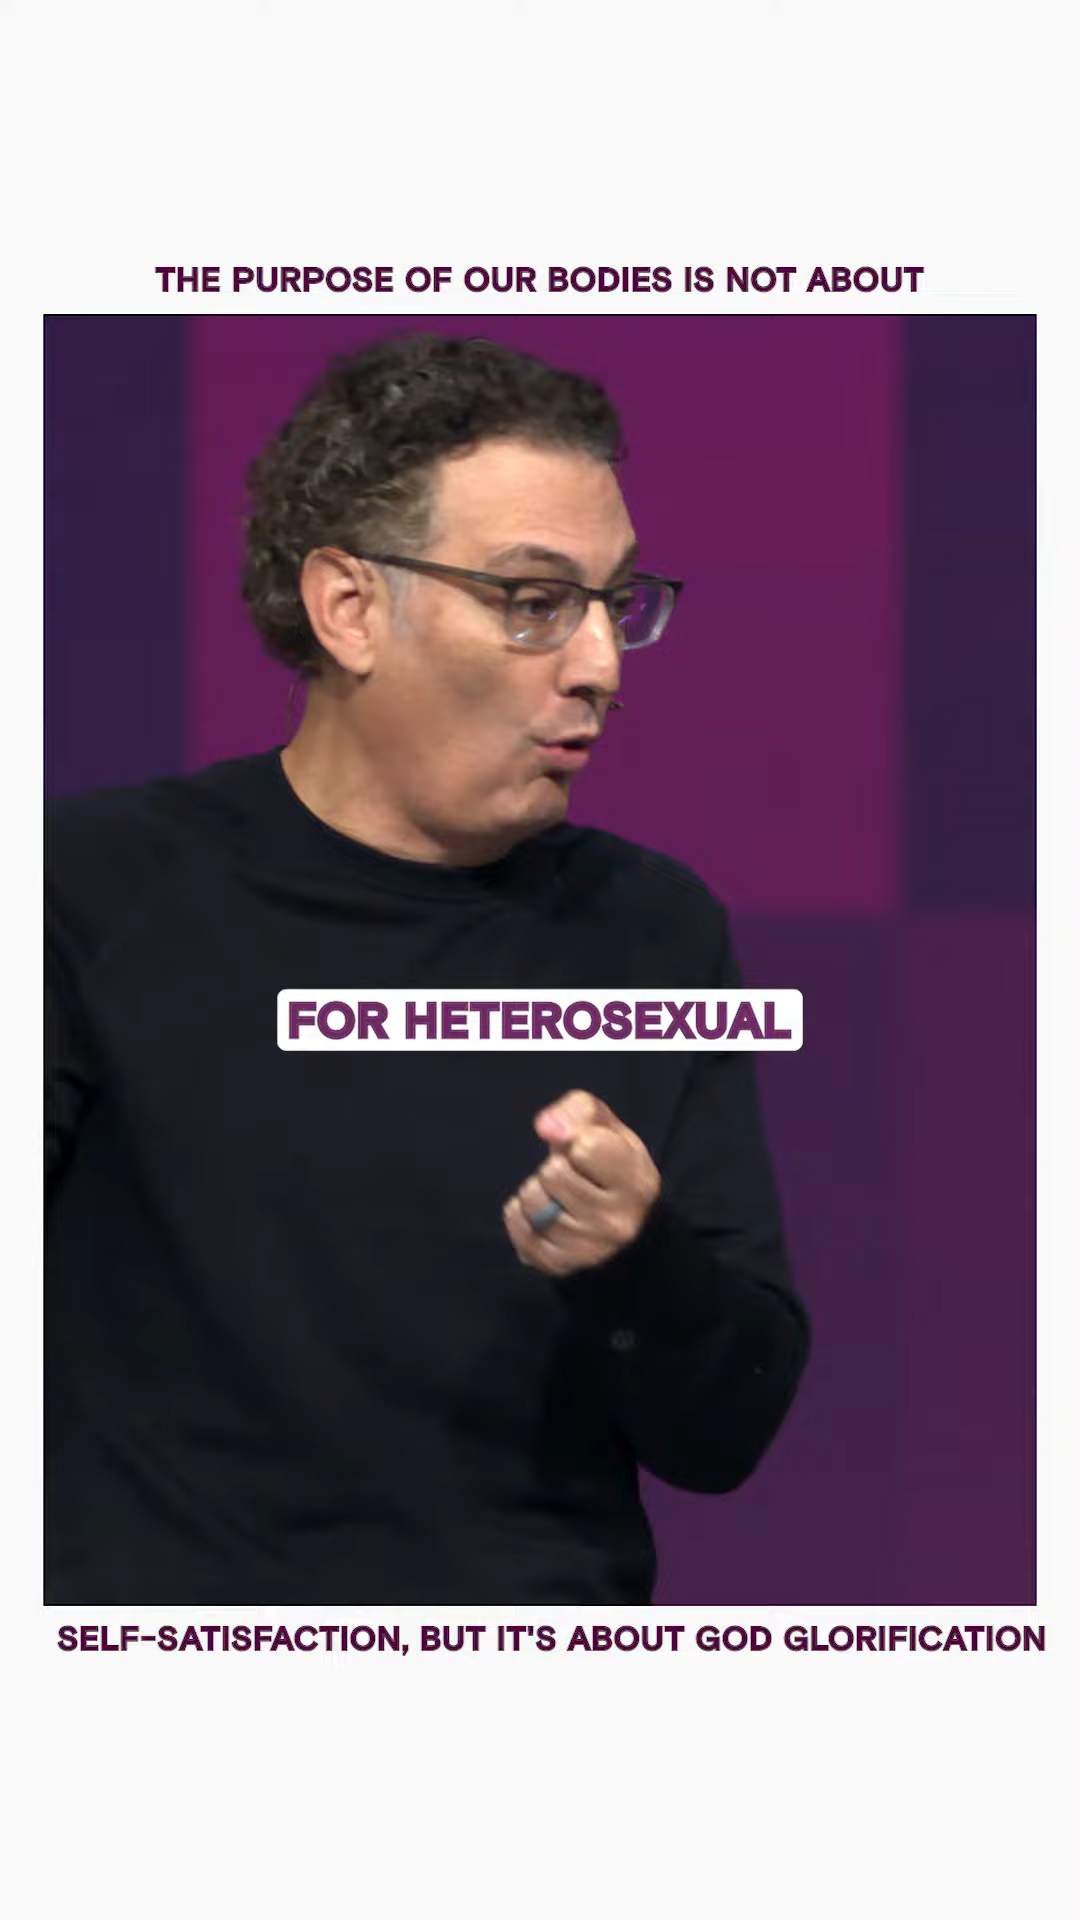 THE PURPOSE OF OUR BODIES IS NOT ABOUT
FOR HETEROSEXUAL
SELF-SATISFACTION, BUT IT'S ABOUT GOD GLORIFICATION